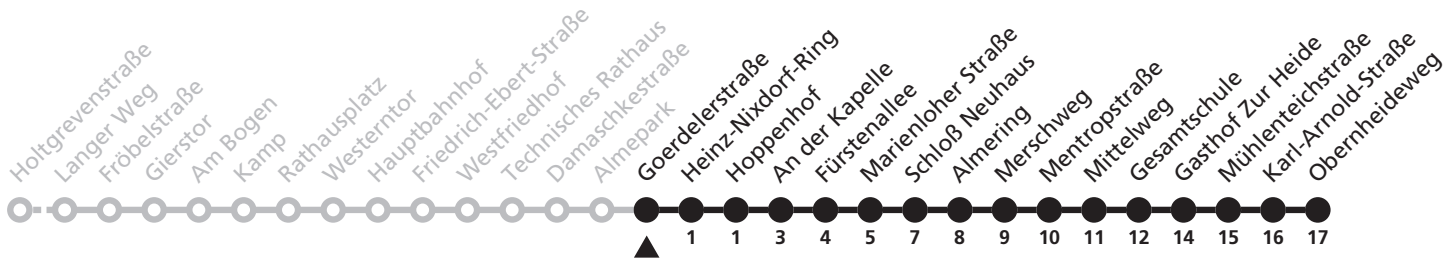 Holtgrevenstraße
Langer Weg
Fröbelstraße
Gierstor
Am Bogen
Kamp
Rathausplatz
Westerntor
Hauptbahnhof
Friedrich-Ebert-Straße
Westfriedhof
Technisches Rathaus
Damaschkestraße
Almepark
Goerdelerstraße
Heinz-Nixdorf-Ring
Hoppenhof
An der Kapelle
Fürstenallee
Marienloher Straße
Schloß Neuhaus
Almering
Merschweg
Mentropstraße
Mittelweg
Gesamtschule
Gasthof Zur Heide
Mühlenteichstraße
Karl-Arnold-Straße
Obernheideweg
1 1 3 4 5 7 8 9 10 11 12 14 15 16 17